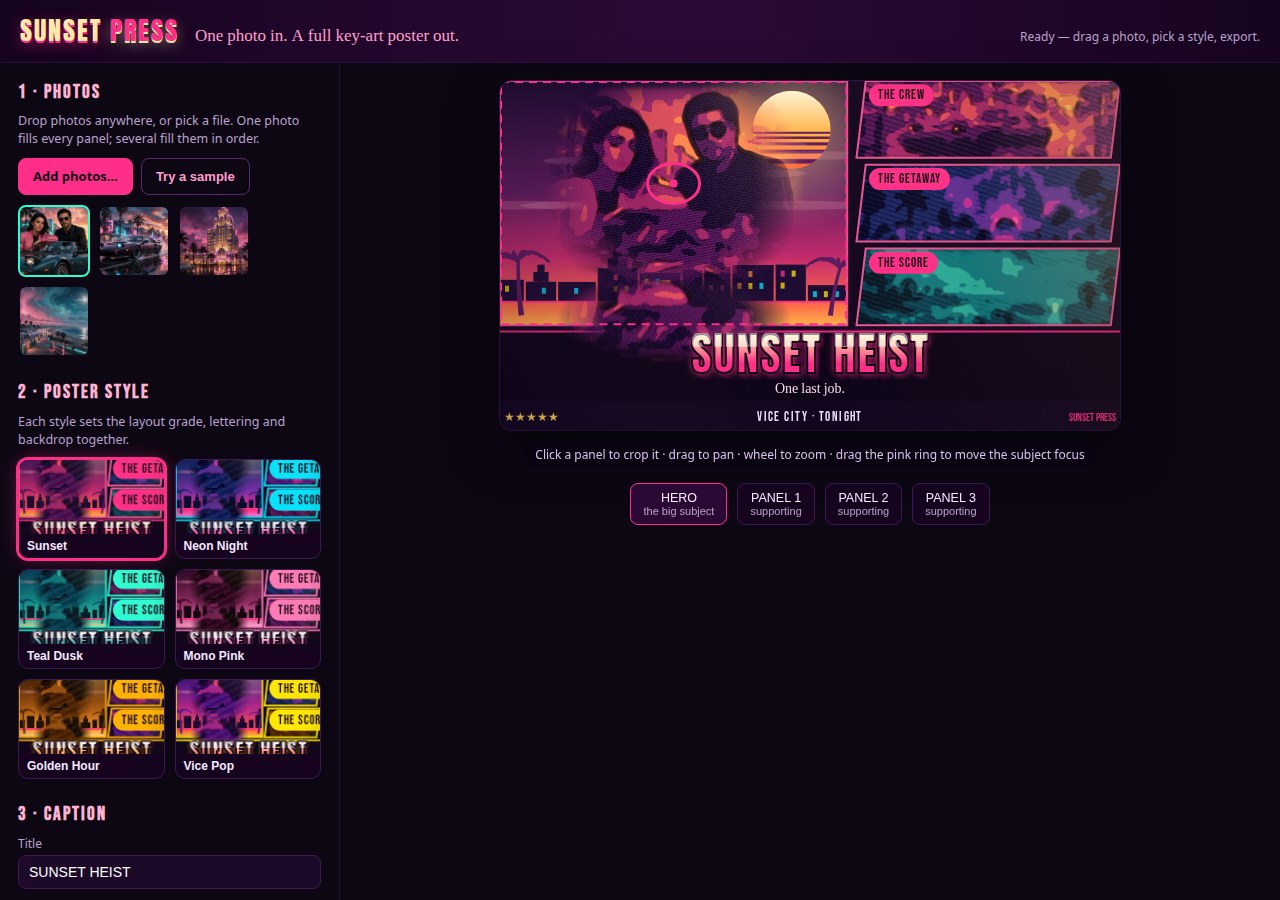 SUNSET PRESS One photo in. A full key-art poster out.
Ready — drag a photo, pick a style, export.
1 · PHOTOS
Drop photos anywhere, or pick a file. One photo
fills every panel; several fill them in order.
Add photos...
Try a sample
2 · POSTER STYLE
Each style sets the layout grade, lettering and
backdrop together.
THE GETA
THE SCOR
SUNSET HEIST
Sunset
THE GETA
THE SCOR
SUNSET HEIST
Neon Night
THE GETA
THE SCOR
SUNSET HEIST
Teal Dusk
THE GETA
THE SCOR
SUNSET HEIST
Mono Pink
THE GETA
THE SCOR
SUNSET HEIST
Golden Hour
THE GETA
THE SCOR
SUNSET HEIST
Vice Pop
3 · CAPTION
Title
SUNSET HEIST
THE CREW
THE GETAWAY
THE SCORE
SUNSET HEIST
One last job.
★★★★★
VICE CITY · TONIGHT
SUNSET PRESS
Click a panel to crop it · drag to pan · wheel to zoom · drag the pink ring to move the subject focus
HERO
the big subject
PANEL 1
supporting
PANEL 2
supporting
PANEL 3
supporting